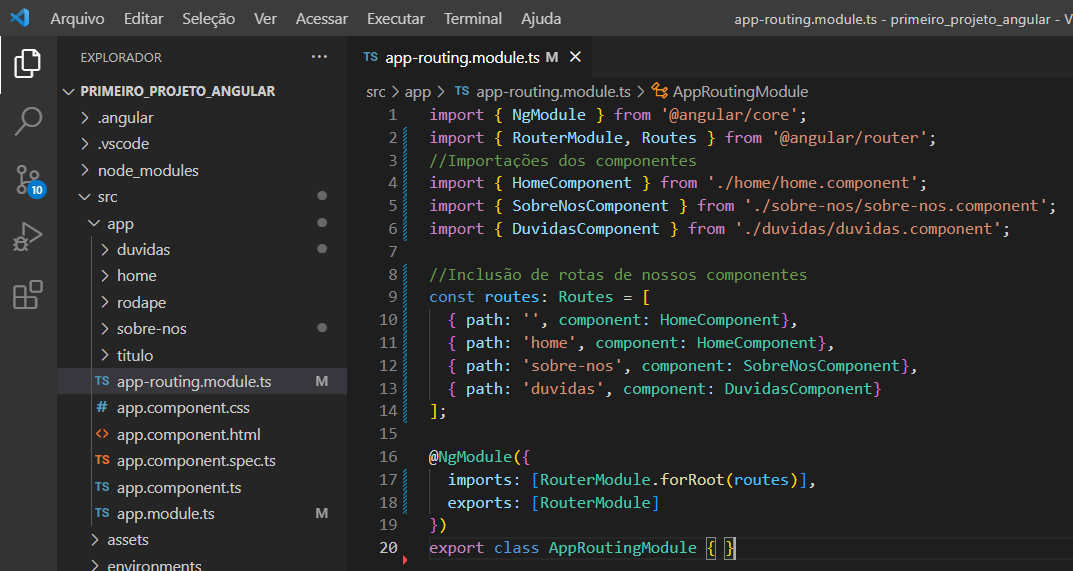 Arquivo Editar Seleção Ver Acessar Executar Terminal Ajuda app-routing.module.ts - primeiro_projeto_angular - V
EXPLORADOR ···
PRIMEIRO_PROJETO_ANGULAR
.angular
.vscode
node_modules
src
app
duvidas
home
rodape
sobre-nos
titulo
TS app-routing.module.ts M
# app.component.css
<> app.component.html
TS app.component.spec.ts
TS app.component.ts
TS app.module.ts M
assets
environments
10
TS app-routing.module.ts M ×
src > app > TS app-routing.module.ts > AppRoutingModule
1 import { NgModule } from '@angular/core';
2 import { RouterModule, Routes } from '@angular/router';
3 //Importações dos componentes
4 import { HomeComponent } from './home/home.component';
5 import { SobreNosComponent } from './sobre-nos/sobre-nos.component';
6 import { DuvidasComponent } from './duvidas/duvidas.component';
7
8 //Inclusão de rotas de nossos componentes
9 const routes: Routes = [
10 { path: '', component: HomeComponent},
11 { path: 'home', component: HomeComponent},
12 { path: 'sobre-nos', component: SobreNosComponent},
13 { path: 'duvidas', component: DuvidasComponent}
14 ];
15
16 @NgModule({
17 imports: [RouterModule.forRoot(routes)],
18 exports: [RouterModule]
19 })
20 export class AppRoutingModule { }